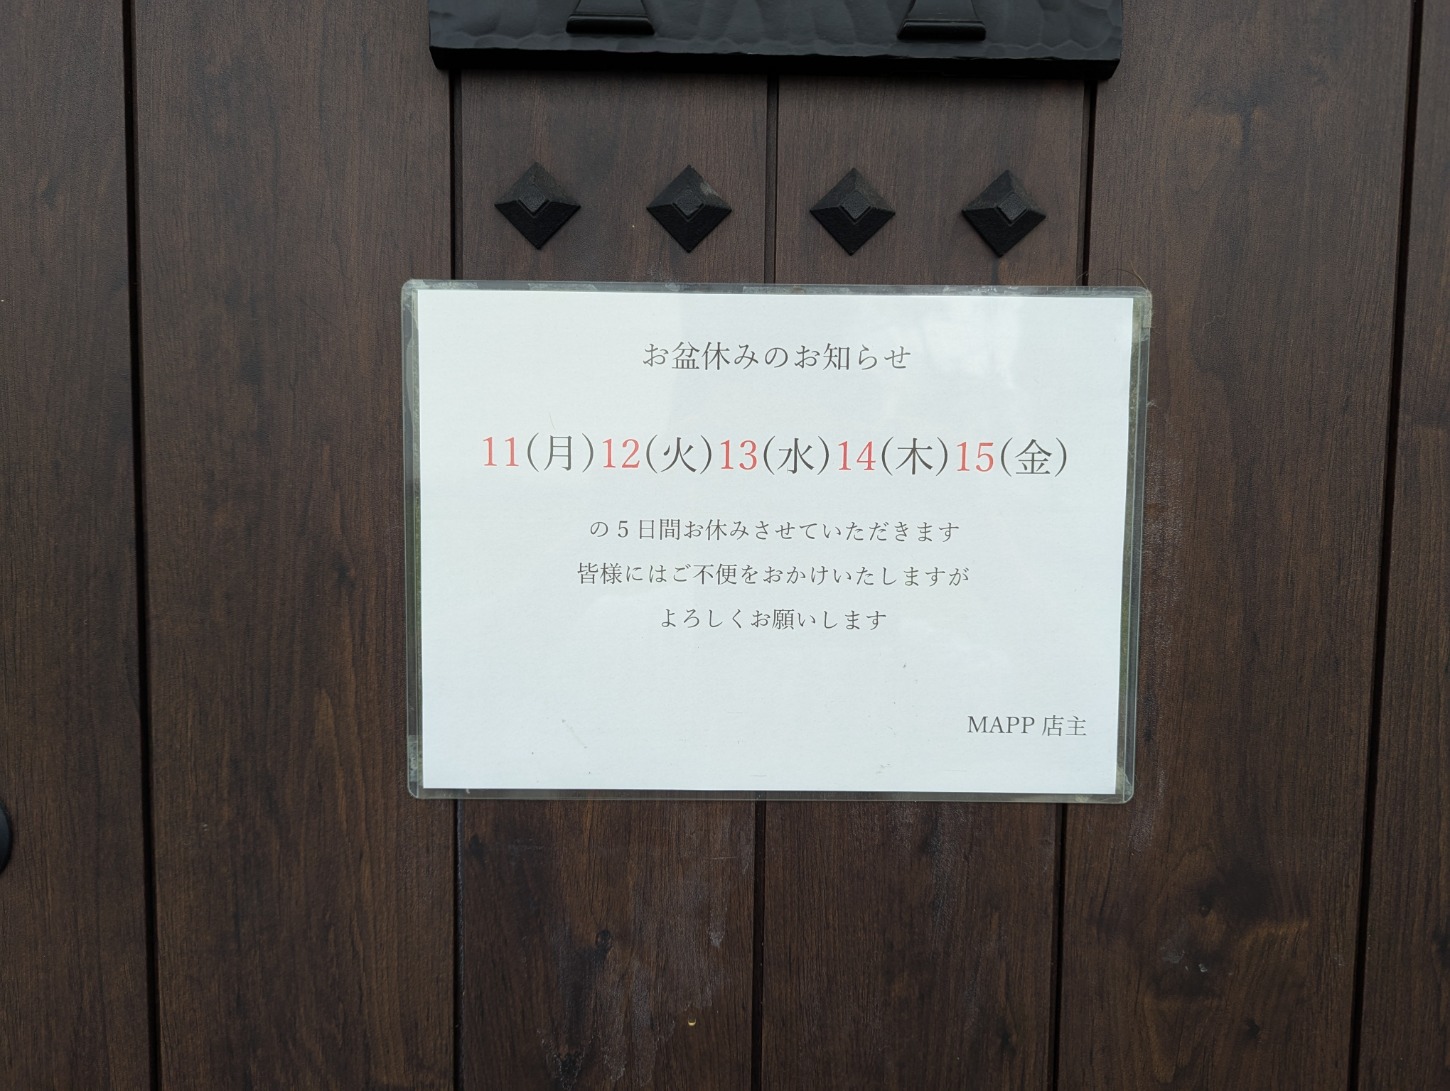 お盆休みのお知らせ
11(月)12(火)13(水)14(木)15(金)
の 5 日間お休みさせていただきます
皆様にはご不便をおかけいたしますが
よろしくお願いします
MAPP 店主